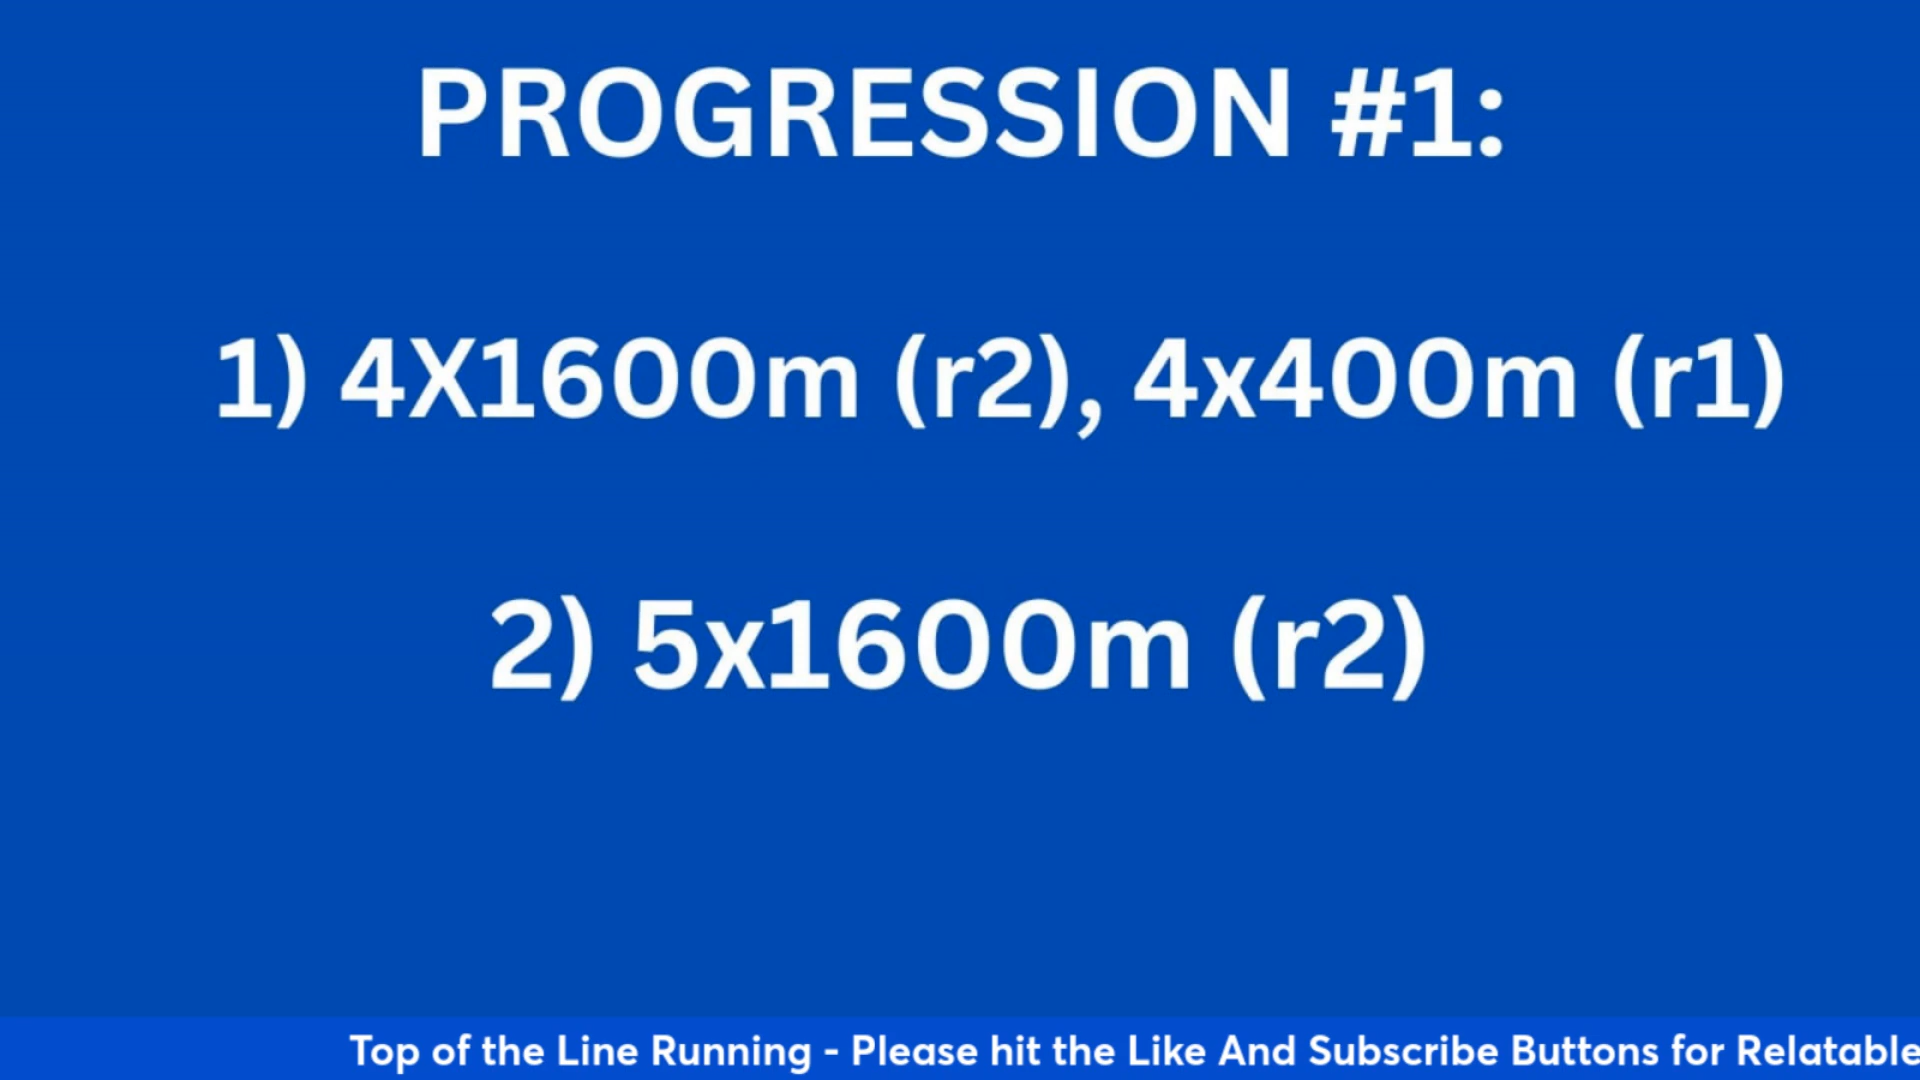 PROGRESSION #1:
1) 4X1600m (r2), 4x400m (r1)
2) 5x1600m (r2)
Top of the Line Running - Please hit the Like And Subscribe Buttons for Relatable